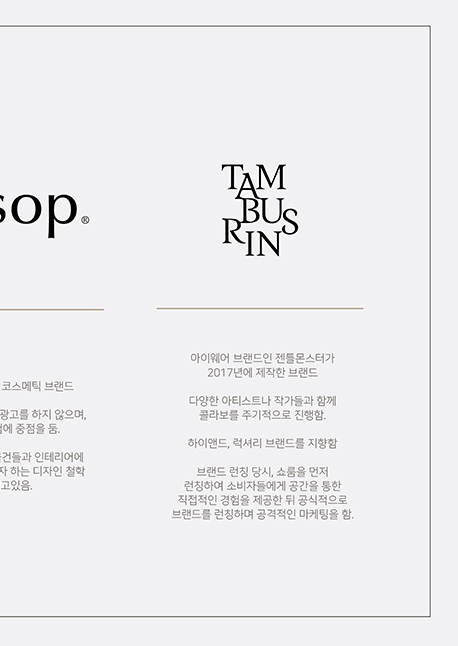 sop®
코스메틱 브랜드
광고를 하지 않으며,
중점을 둠.
인테리어에
하는 디자인 철학
고있음.
TAM
BUS
RIN
아이웨어 브랜드인 젠틀몬스터가
2017년에 제작한 브랜드
다양한 아티스트나 작가들과 함께
콜라보를 주기적으로 진행함.
하이앤드, 럭셔리 브랜드를 지향함
브랜드 런칭 당시, 쇼룸을 먼저
런칭하여 소비자들에게 공간을 통한
직접적인 경험을 제공한 뒤 공식적으로
브랜드를 런칭하며 공격적인 마케팅을 함.